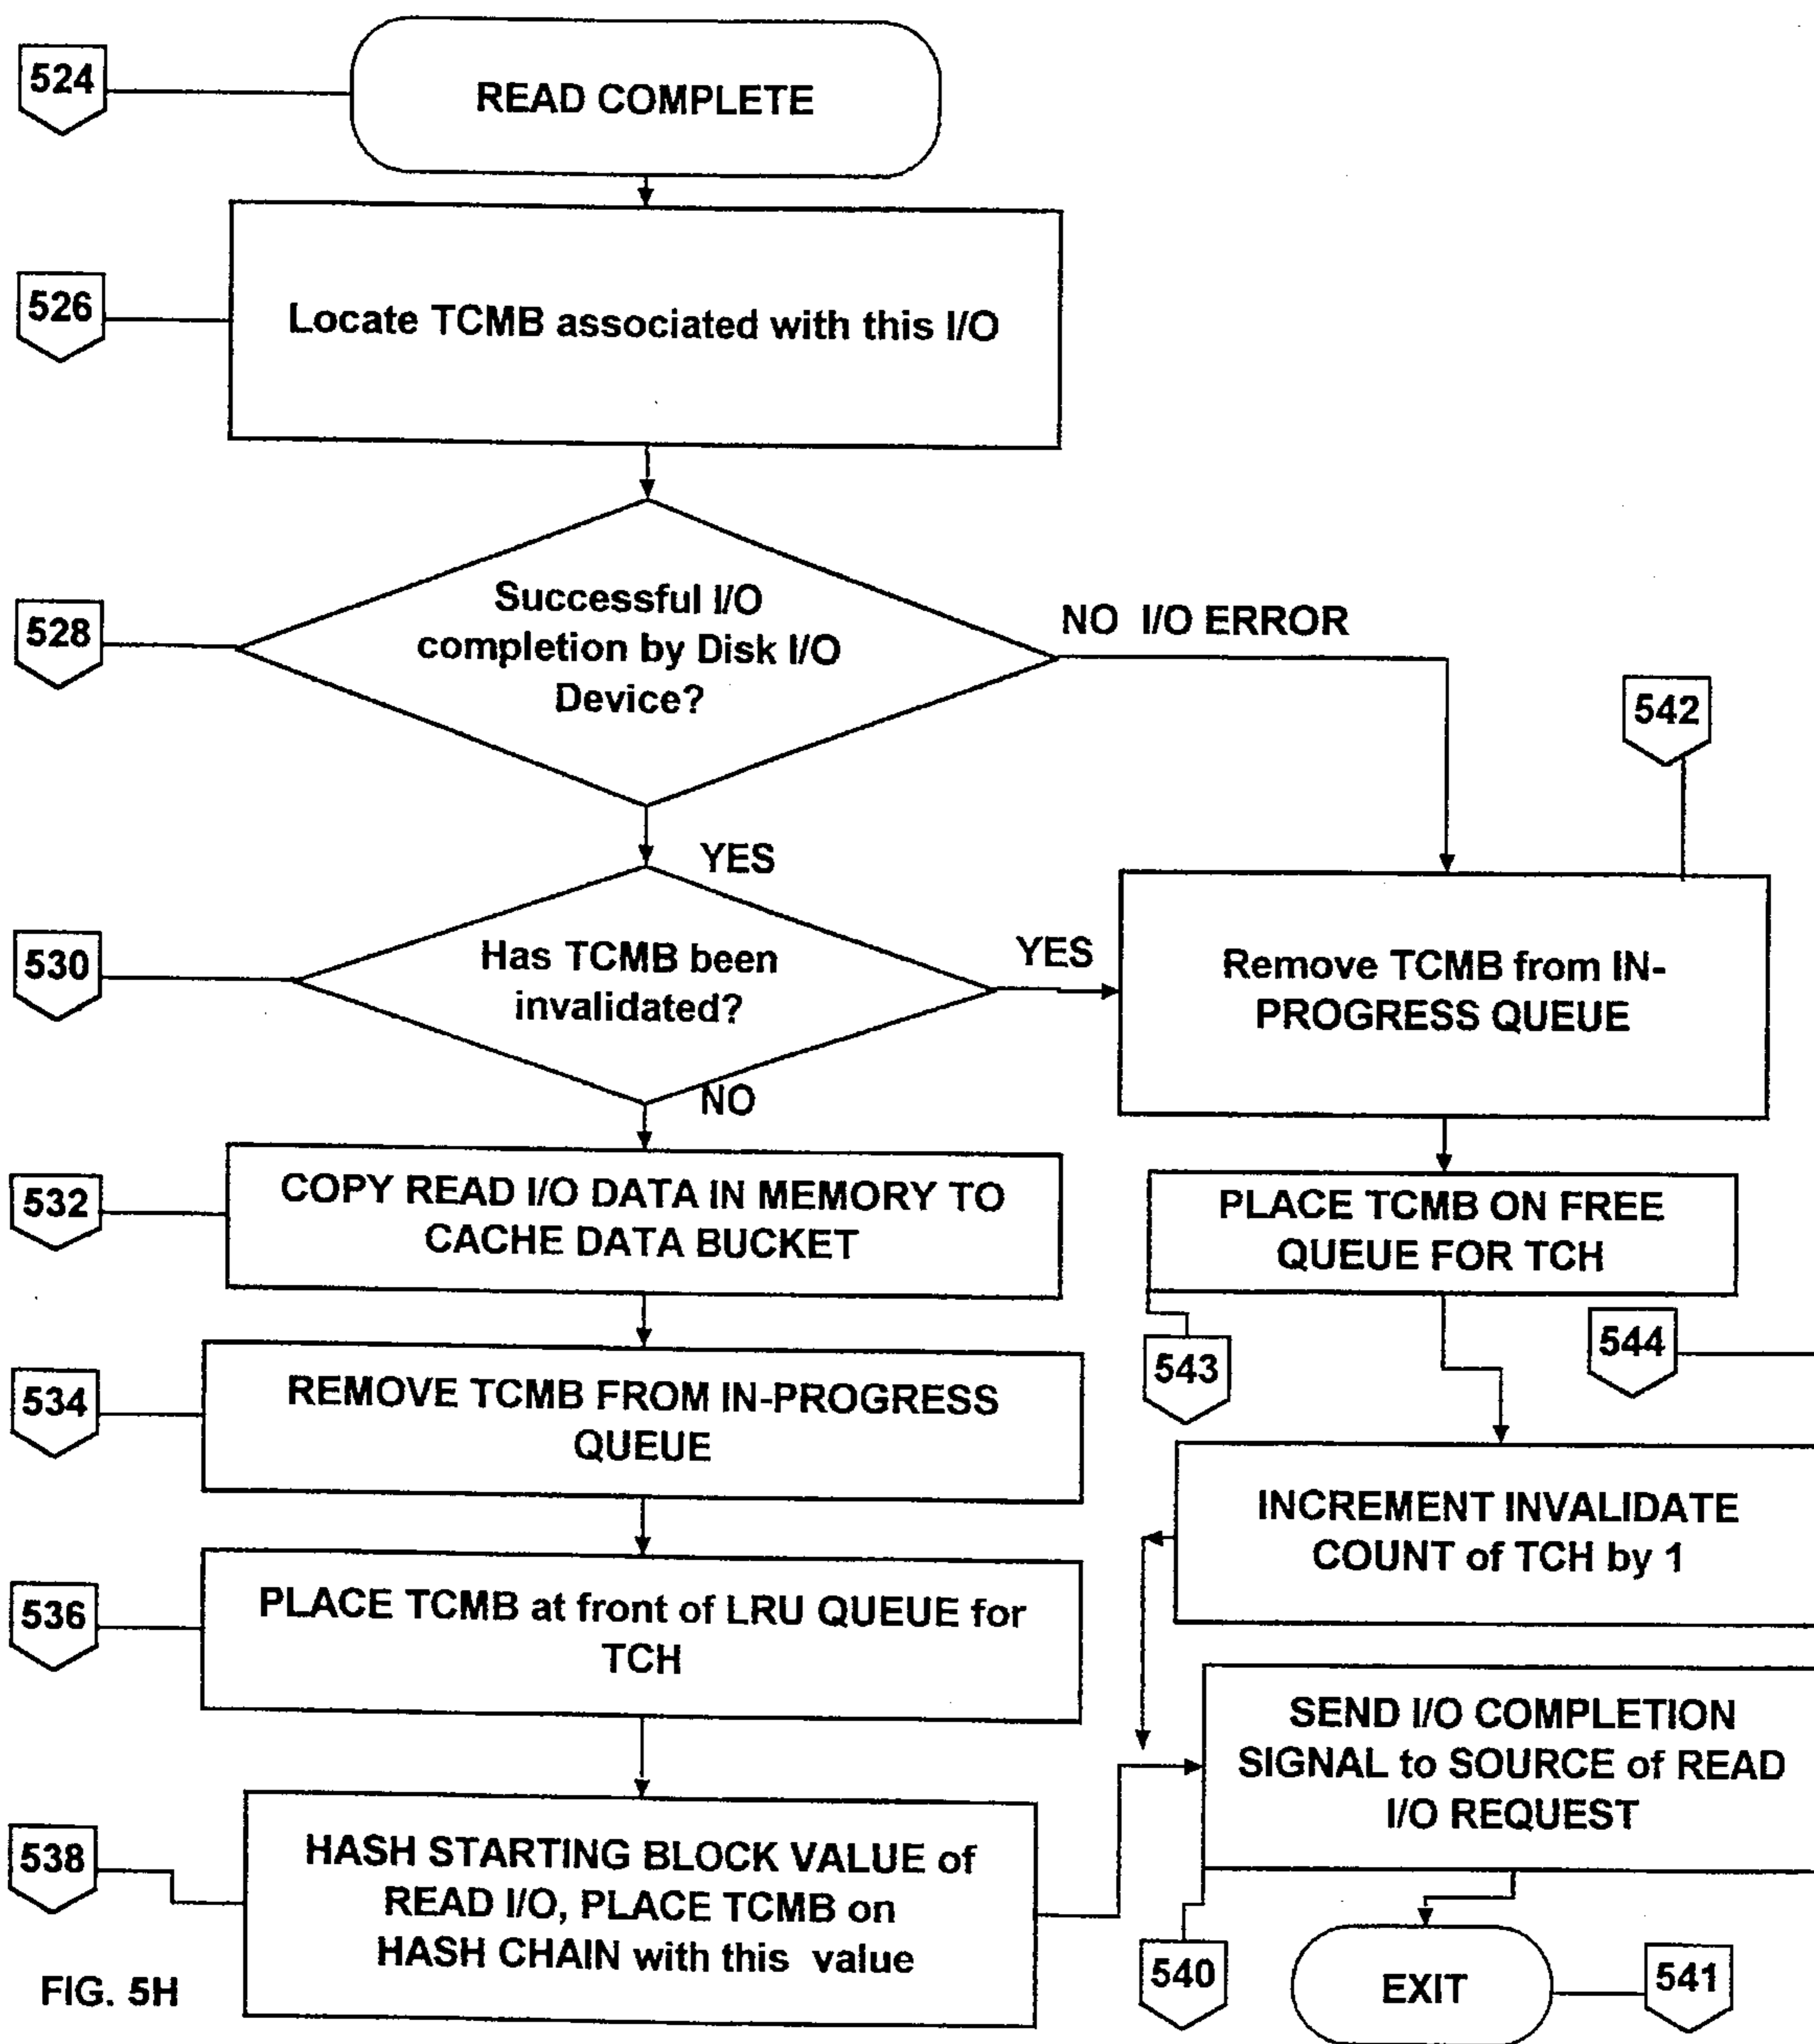 524
READ COMPLETE
526
Locate TCMB associated with this I/O
528
Successful I/O
completion by Disk I/O
Device?
NO I/O ERROR
542
YES
530
Has TCMB been
invalidated?
YES
Remove TCMB from IN-
PROGRESS QUEUE
NO
532
COPY READ I/O DATA IN MEMORY TO
CACHE DATA BUCKET
PLACE TCMB ON FREE
QUEUE FOR TCH
543
544
534
REMOVE TCMB FROM IN-PROGRESS
QUEUE
INCREMENT INVALIDATE
COUNT of TCH by 1
536
PLACE TCMB at front of LRU QUEUE for
TCH
SEND I/O COMPLETION
SIGNAL to SOURCE of READ
I/O REQUEST
538
HASH STARTING BLOCK VALUE of
READ I/O, PLACE TCMB on
HASH CHAIN with this value
540
EXIT
541
FIG. 5H